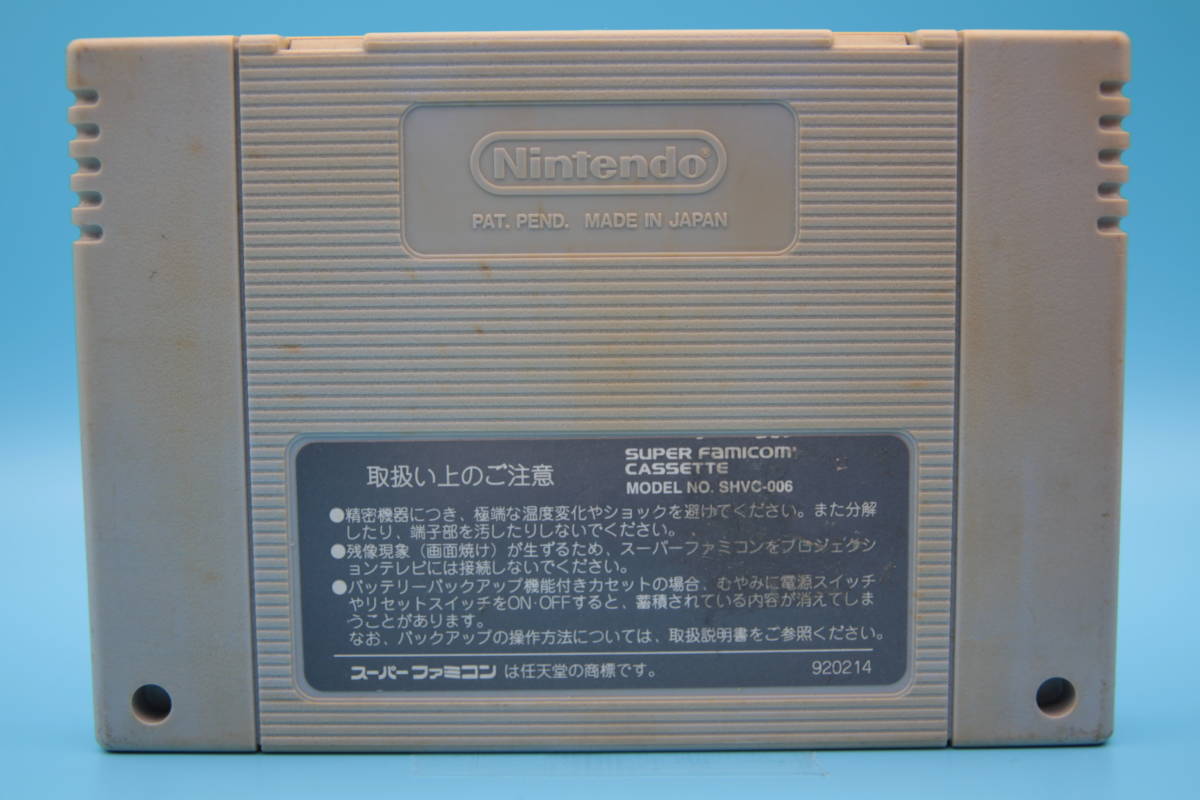 Nintendo®
PAT. PEND. MADE IN JAPAN
SUPER FAMICOM
CASSETTE
MODEL NO. SHVC-006
取扱い上のご注意
●精密機器につき、極端な温度変化やショックを避けてください。また分解
したり、端子部を汚したりしないでください。
●残像現象（画面焼け）が生ずるため、スーパーファミコンをプロジェクシ
ョンテレビには接続しないでください。
●バッテリーバックアップ機能付きカセットの場合、むやみに電源スイッチ
やリセットスイッチをON・OFFすると、蓄積されている内容が消えてしま
うことがあります。
なお、バックアップの操作方法については、取扱説明書をご参照ください。
スーパーファミコン は任天堂の商標です。 920214